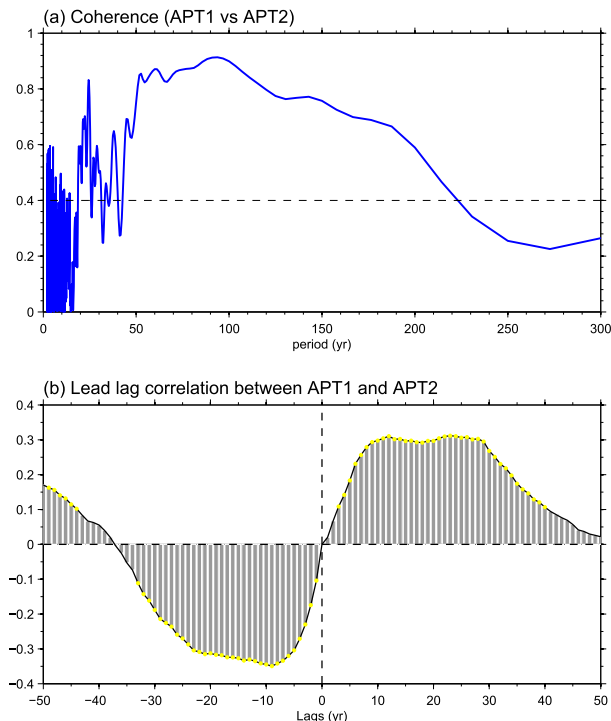 (a) Coherence (APT1 vs APT2)
1
0.8
0.6
0.4
0.2
0
0 50 100 150 200 250 300
period (yr)
(b) Lead lag correlation between APT1 and APT2
0.4
0.3
0.2
0.1
0
−0.1
−0.2
−0.3
−0.4
−50 −40 −30 −20 −10 0 10 20 30 40 50
Lags (yr)